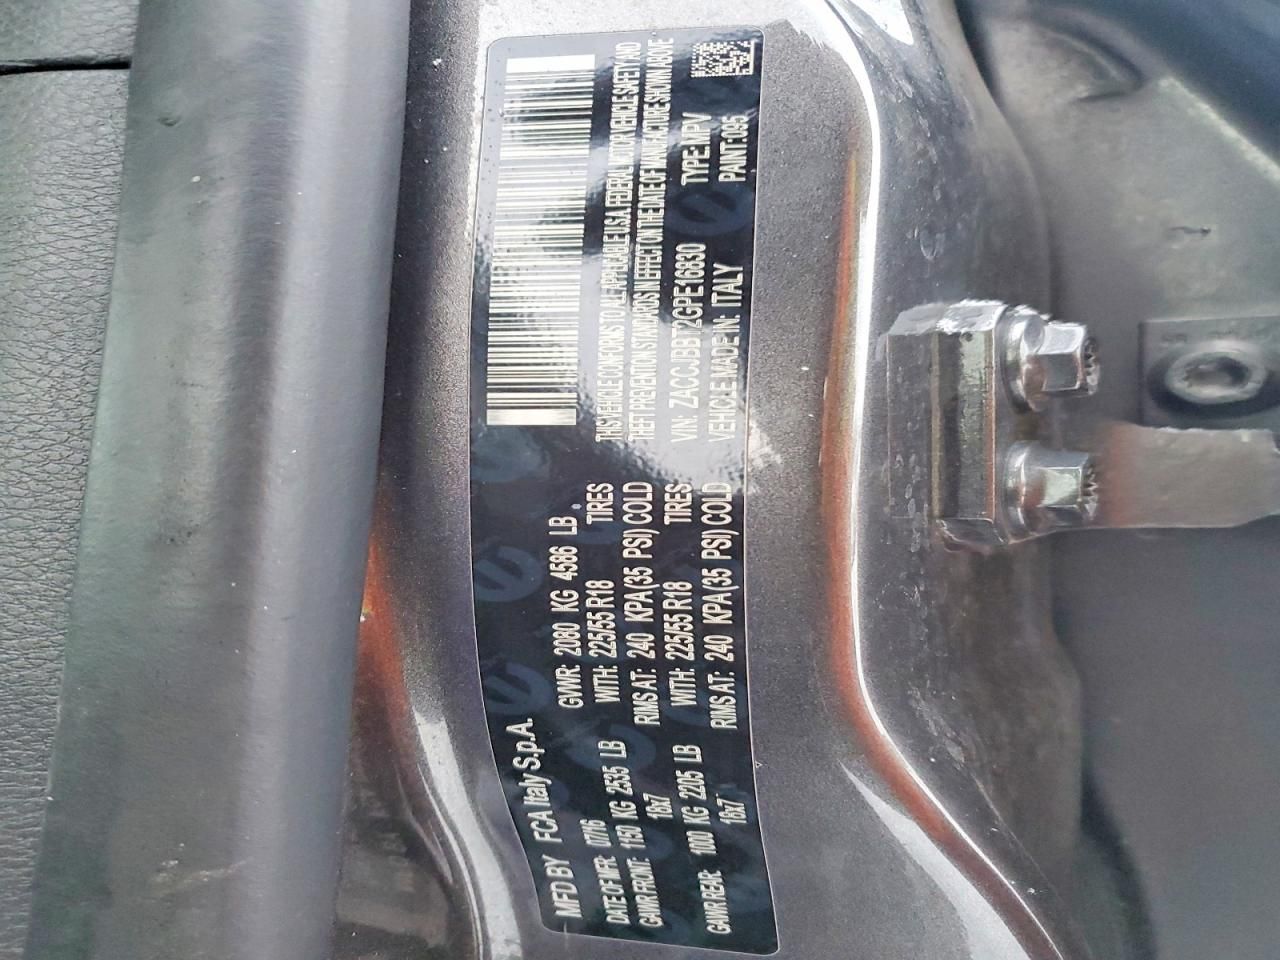 MFD BY FCA Italy S.p.A.
DATE OF MFR: 07/16 GVWR: 2080 KG 4586 LB
GAWR FRONT: 1150 KG 2535 LB WITH: 225/55 R18 TIRES
18x7 RIMS AT: 240 KPA(35 PSI) COLD
GAWR REAR: 1000 KG 2205 LB WITH: 225/55 R18 TIRES
18x7 RIMS AT: 240 KPA(35 PSI) COLD
THIS VEHICLE CONFORMS TO ALL APPLICABLE U.S.A. FEDERAL MOTOR VEHICLE SAFETY AND
THEFT PREVENTION STANDARDS IN EFFECT ON THE DATE OF MANUFACTURE SHOWN ABOVE
VIN: ZACCJBBT2GPE16830 TYPE: MPV
VEHICLE MADE IN: ITALY PAINT: 095